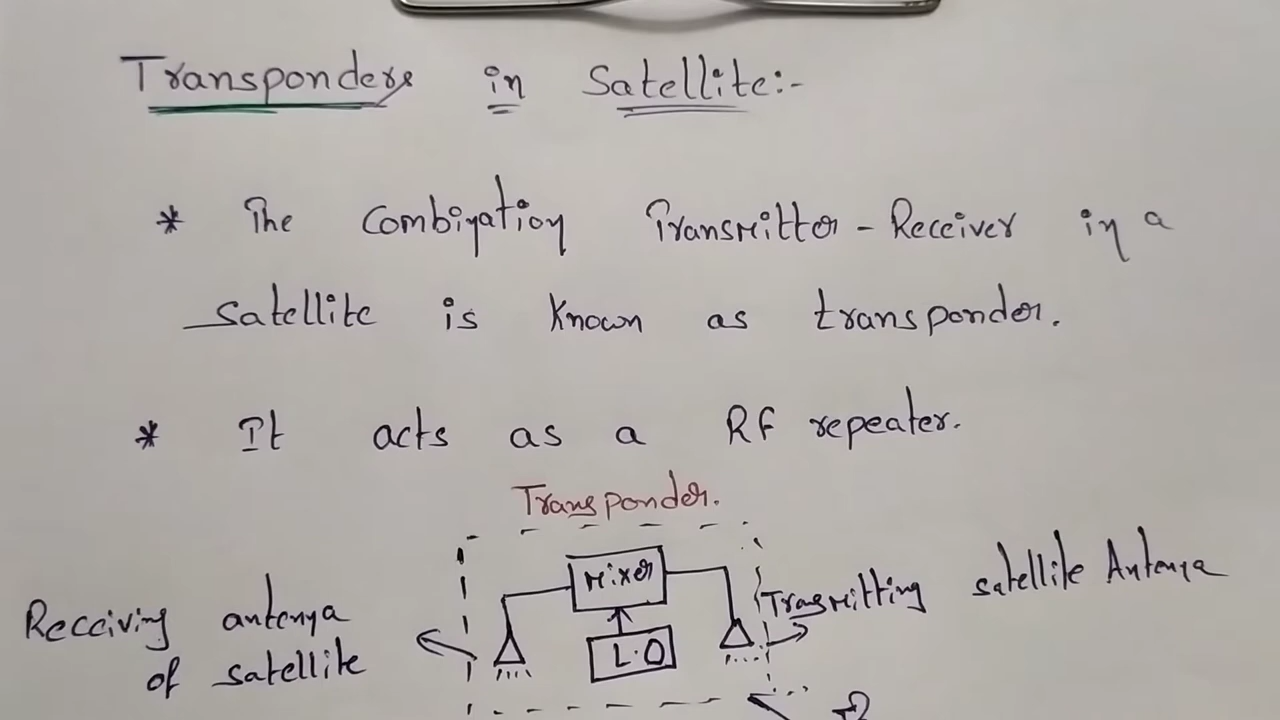 Transponders in Satellite:-
* The Combination Transmitter - Receiver in a
satellite is known as transponder.
* It acts as a RF repeater.
Transponder.
Mixer
L.O
Receiving antenna
of satellite
Trasmitting satellite Antenna